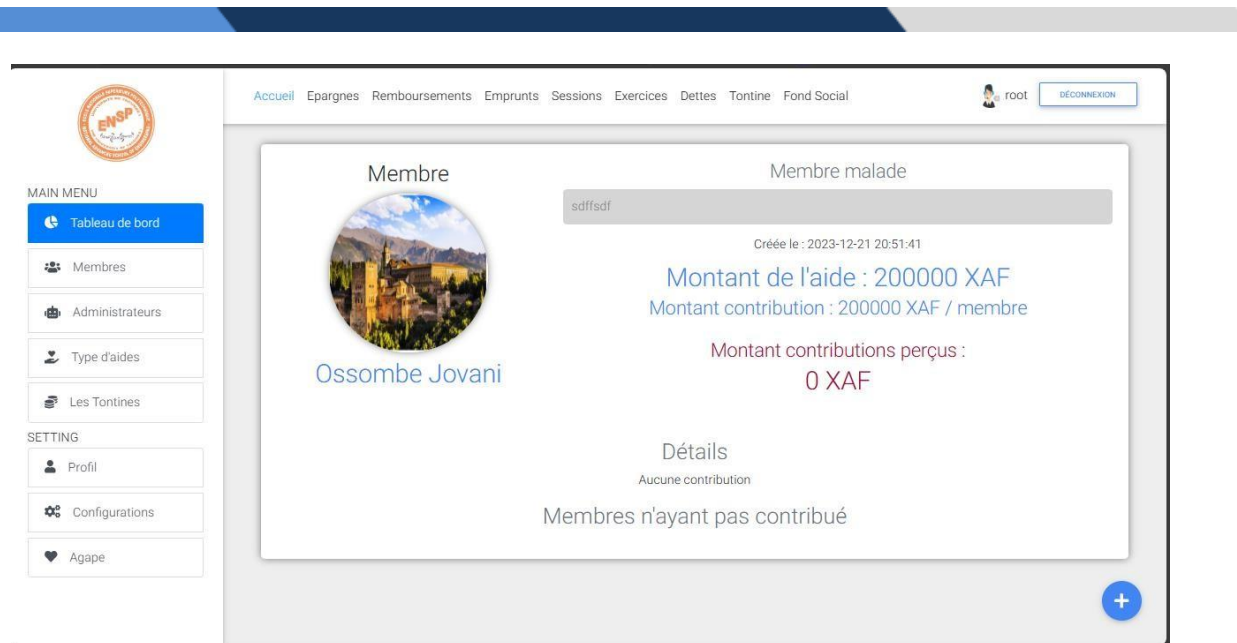 ENSP
MAIN MENU
Tableau de bord
Membres
Administrateurs
Type d'aides
Les Tontines
SETTING
Profil
Configurations
Agape
Accueil Epargnes Remboursements Emprunts Sessions Exercices Dettes Tontine Fond Social
root
DÉCONNEXION
Membre
Ossombe Jovani
Membre malade
sdffsdf
Créée le : 2023-12-21 20:51:41
Montant de l'aide : 200000 XAF
Montant contribution : 200000 XAF / membre
Montant contributions perçus :
0 XAF
Détails
Aucune contribution
Membres n'ayant pas contribué
+